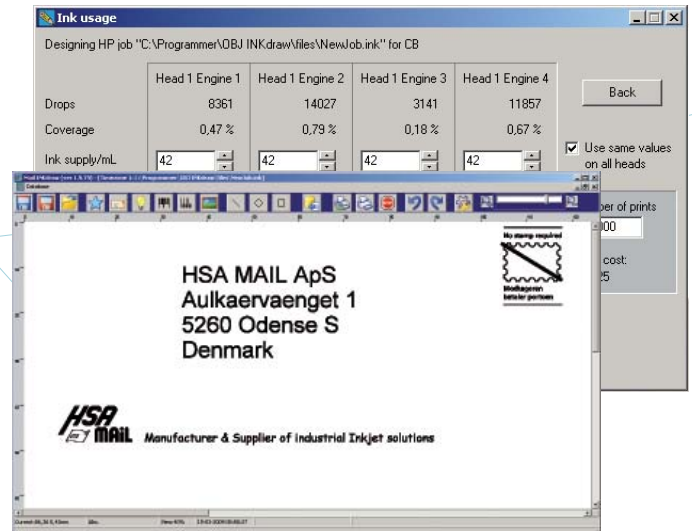 Ink usage
Designing HP job "C:\Programmer\OBJ INKdraw\files\NewJob.ink" for CB
Head 1 Engine 1 Head 1 Engine 2 Head 1 Engine 3 Head 1 Engine 4
Back
Drops 8361 14027 3141 11857
Coverage 0,47 % 0,79 % 0,18 % 0,67 %
Use same values
on all heads
Ink supply/mL 42 42 42 42
of prints
cost:
Database
No stamp required
Modtageren
betaler portoen
HSA MAIL ApS
Aulkaervaenget 1
5260 Odense S
Denmark
HSA
MAIL Manufacturer & Supplier of industrial Inkjet solutions